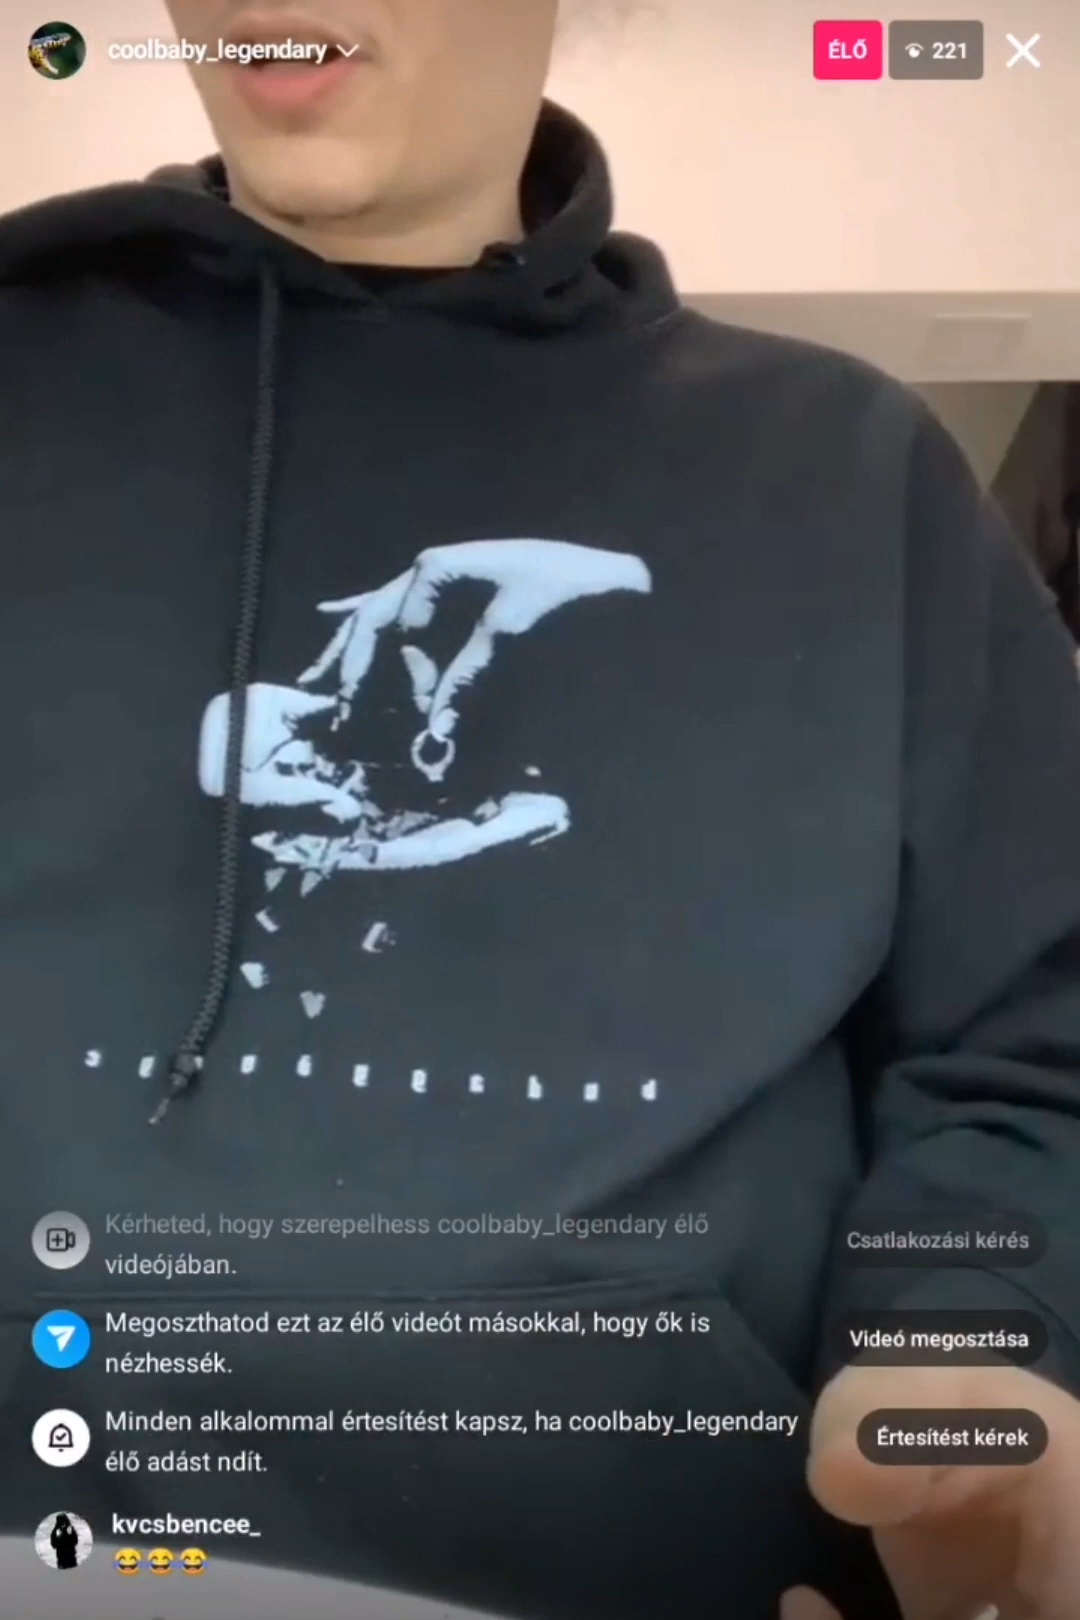 coolbaby_legendary
ÉLŐ
221
Kérheted, hogy szerepelhess coolbaby_legendary élő
videójában.
Csatlakozási kérés
Megoszthatod ezt az élő videót másokkal, hogy ők is
nézhessék.
Videó megosztása
Minden alkalommal értesítést kapsz, ha coolbaby_legendary
élő adást ndít.
Értesítést kérek
kvcsbencee_
😂😂😂